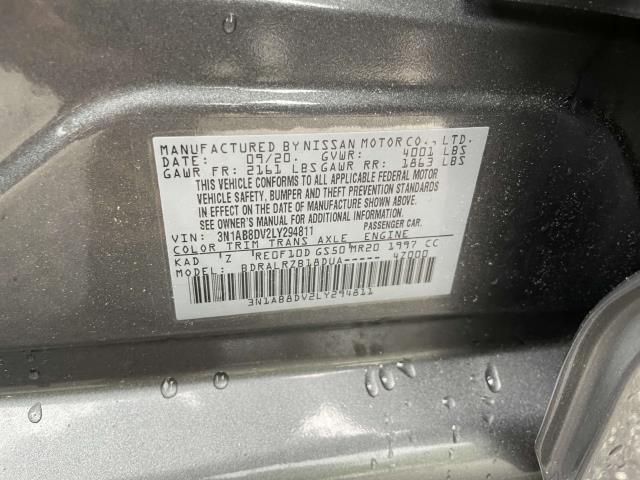 MANUFACTURED BY NISSAN MOTOR CO., LTD.
DATE: 09/20. GVWR: 4001 LBS
GAWR FR: 2161 LBS GAWR RR: 1863 LBS
THIS VEHICLE CONFORMS TO ALL APPLICABLE FEDERAL MOTOR
VEHICLE SAFETY, BUMPER AND THEFT PREVENTION STANDARDS
IN EFFECT ON THE DATE OF MANUFACTURE SHOWN ABOVE.
SEE OWNER'S MANUAL FOR ADDITIONAL INFORMATION.
VIN: 3N1AB8DV2LY294811 PASSENGER CAR.
COLOR TRIM TRANS AXLE ENGINE
KAD 'Z RE0F10D GS50 MR20 1997 CC
MODEL: BDRALRZB18DUA----- 47000
3N1AB8DV2LY294811